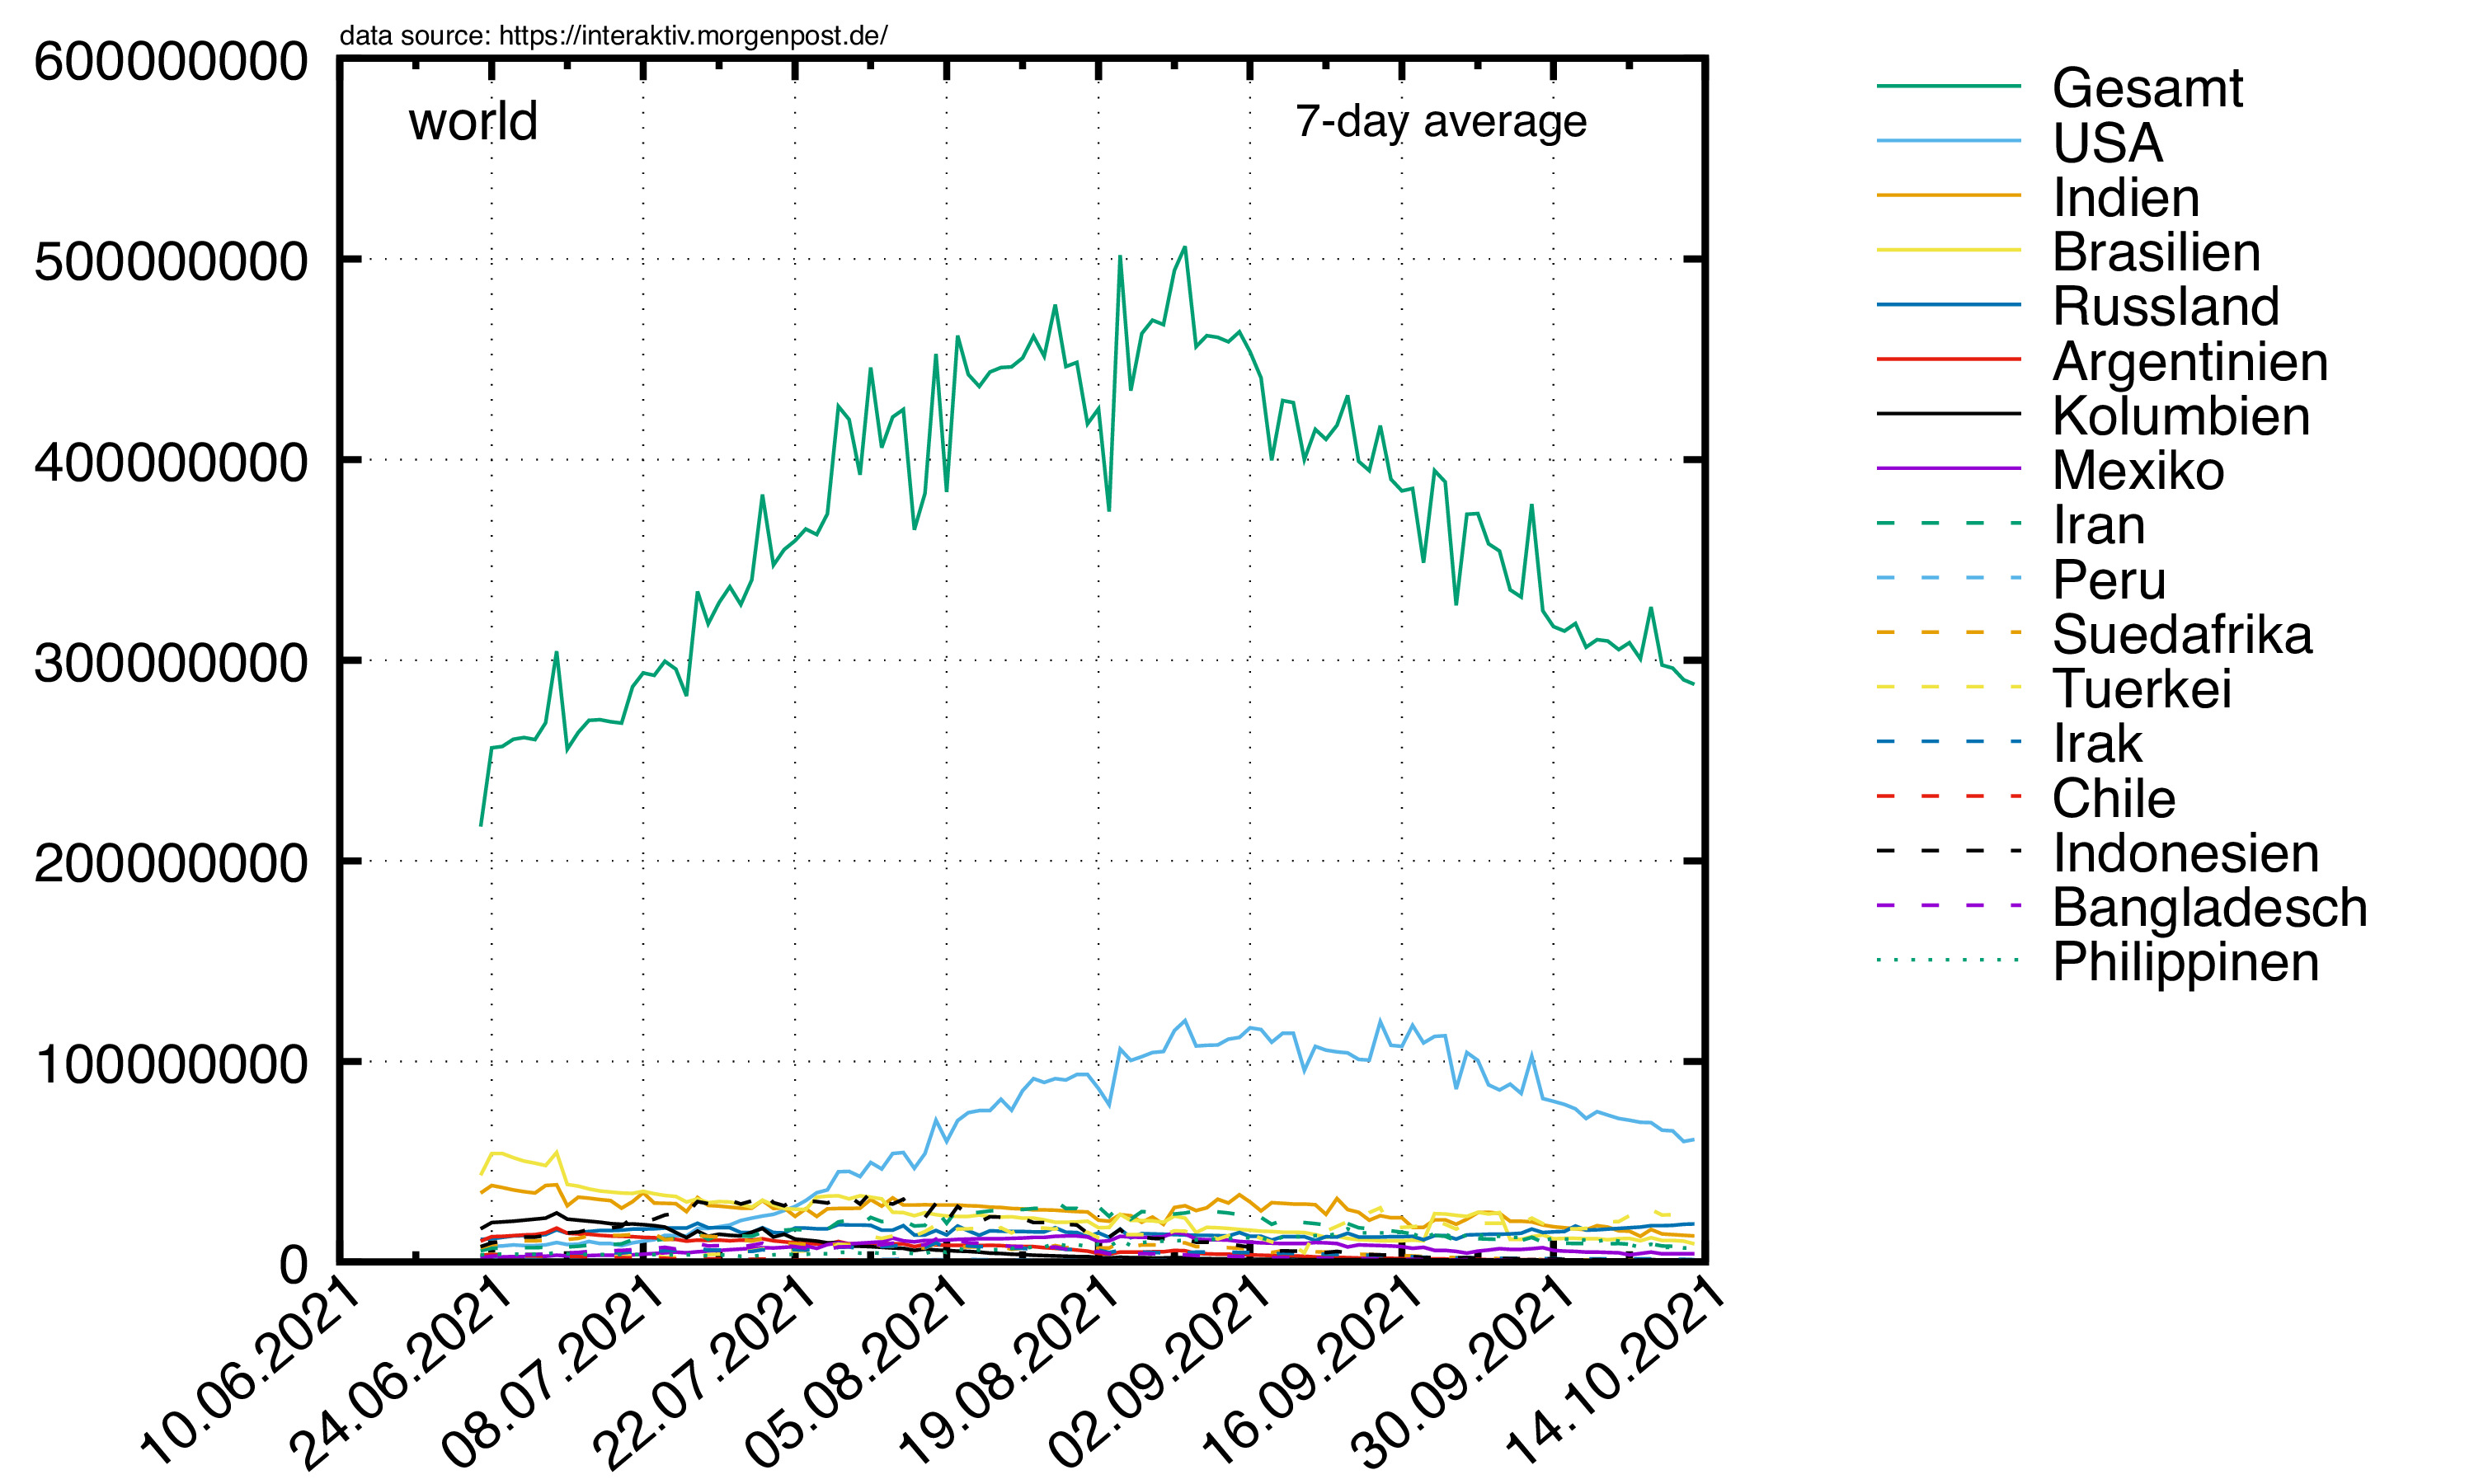 data source: https://interaktiv.morgenpost.de/
world
7-day average
600000000
500000000
400000000
300000000
200000000
100000000
0
10.06.2021
24.06.2021
08.07.2021
22.07.2021
05.08.2021
19.08.2021
02.09.2021
16.09.2021
30.09.2021
14.10.2021
Gesamt
USA
Indien
Brasilien
Russland
Argentinien
Kolumbien
Mexiko
Iran
Peru
Suedafrika
Tuerkei
Irak
Chile
Indonesien
Bangladesch
Philippinen